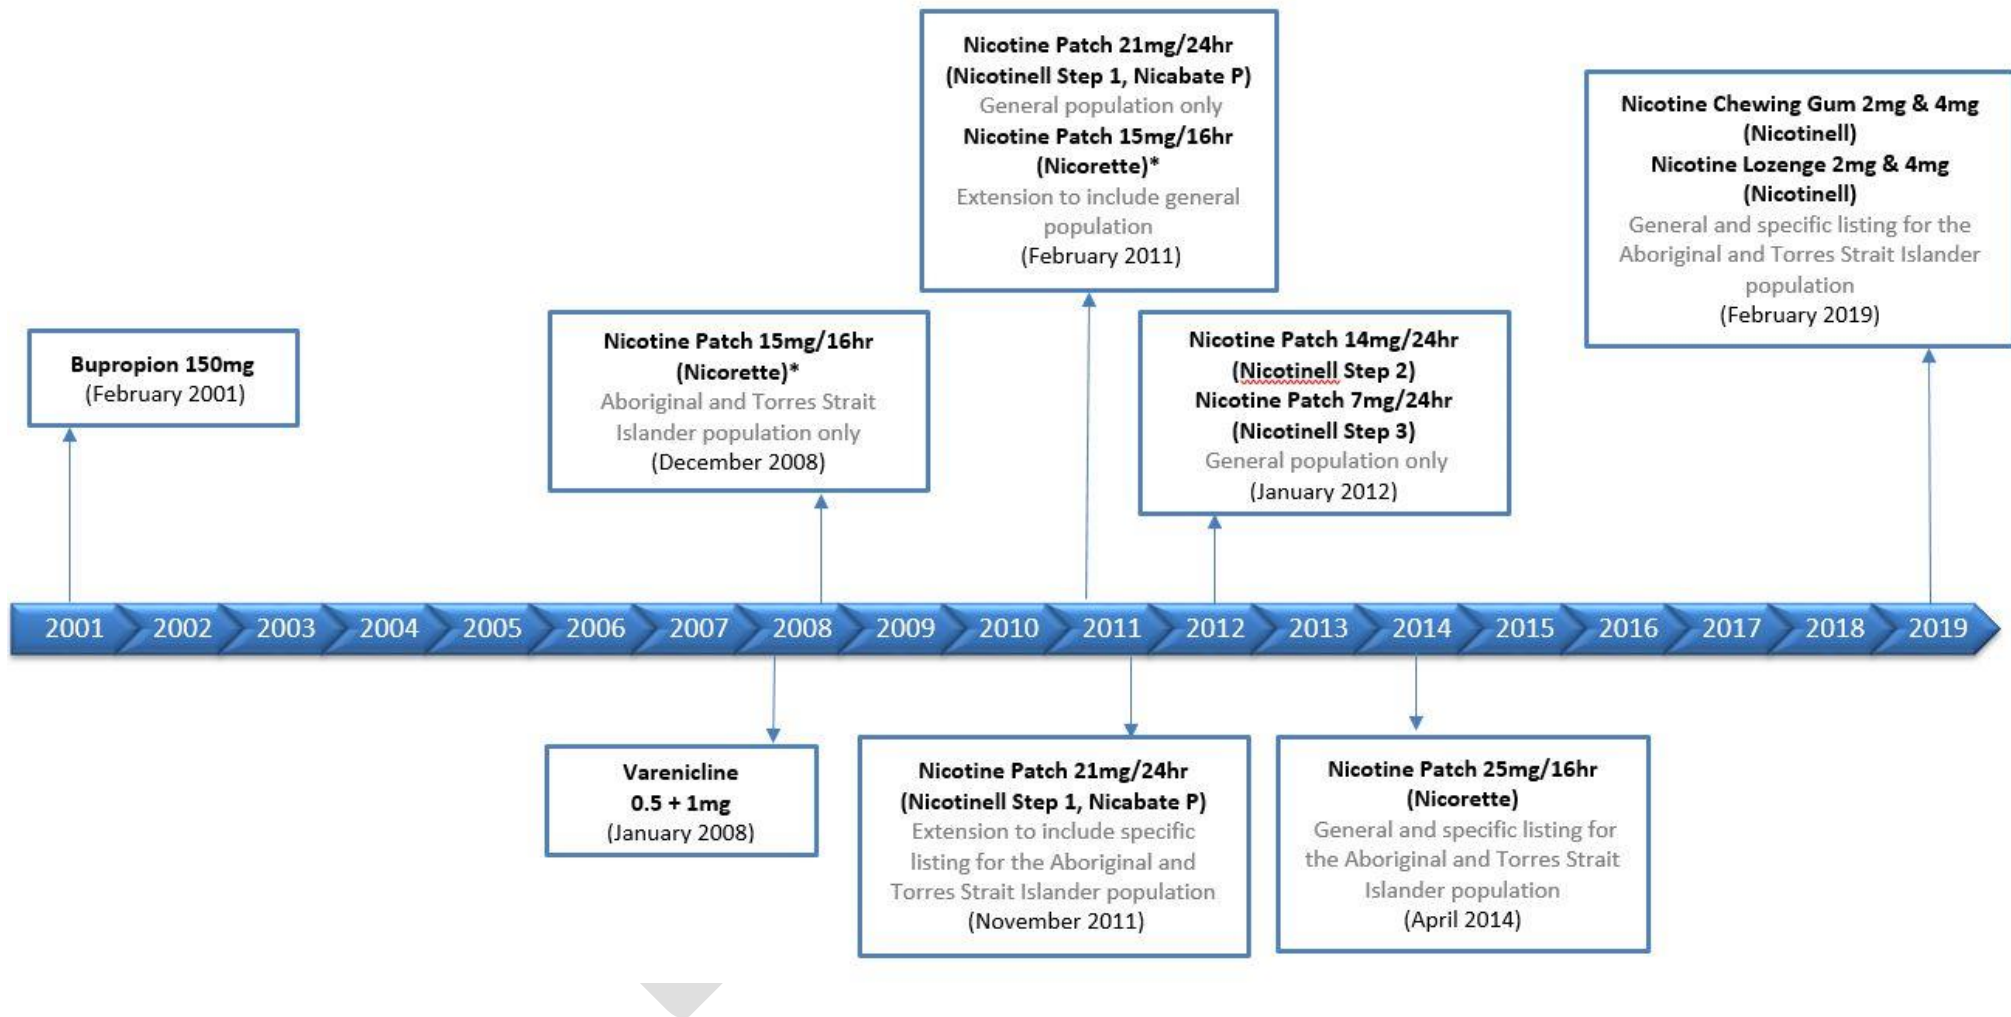 Nicotine Patch 21mg/24hr
(Nicotinell Step 1, Nicabate P)
General population only
Nicotine Patch 15mg/16hr
(Nicorette)*
Extension to include general
population
(February 2011)
Nicotine Chewing Gum 2mg & 4mg
(Nicotinell)
Nicotine Lozenge 2mg & 4mg
(Nicotinell)
General and specific listing for the
Aboriginal and Torres Strait Islander
population
(February 2019)
Bupropion 150mg
(February 2001)
Nicotine Patch 15mg/16hr
(Nicorette)*
Aboriginal and Torres Strait
Islander population only
(December 2008)
Nicotine Patch 14mg/24hr
(Nicotinell Step 2)
Nicotine Patch 7mg/24hr
(Nicotinell Step 3)
General population only
(January 2012)
2001 2002 2003 2004 2005 2006 2007 2008 2009 2010 2011 2012 2013 2014 2015 2016 2017 2018 2019
Varenicline
0.5 + 1mg
(January 2008)
Nicotine Patch 21mg/24hr
(Nicotinell Step 1, Nicabate P)
Extension to include specific
listing for the Aboriginal and
Torres Strait Islander population
(November 2011)
Nicotine Patch 25mg/16hr
(Nicorette)
General and specific listing for
the Aboriginal and Torres Strait
Islander population
(April 2014)